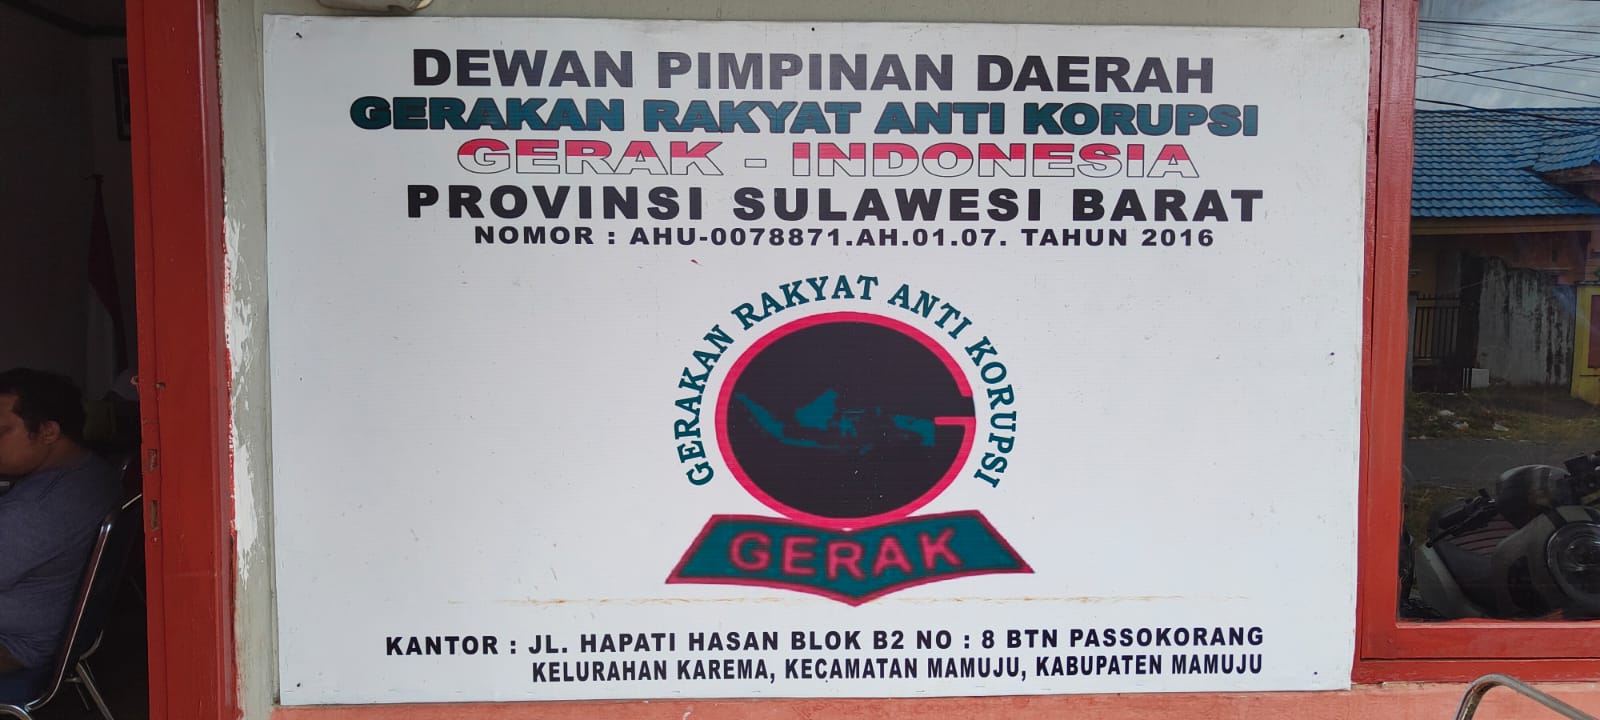 DEWAN PIMPINAN DAERAH
GERAKAN RAKYAT ANTI KORUPSI
GERAK - INDONESIA
PROVINSI SULAWESI BARAT
NOMOR : AHU-0078871.AH.01.07. TAHUN 2016
GERAKAN RAKYAT ANTI KORUPSI
GERAK
KANTOR : JL. HAPATI HASAN BLOK B2 NO : 8 BTN PASSOKORANG
KELURAHAN KAREMA, KECAMATAN MAMUJU, KABUPATEN MAMUJU